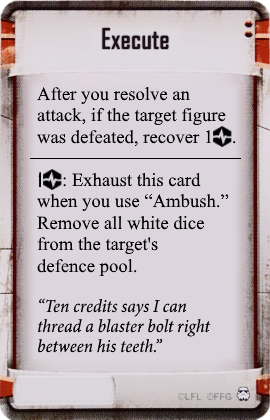 Execute
After you resolve an
attack, if the target figure
was defeated, recover 1.
1: Exhaust this card
when you use “Ambush.”
Remove all white dice
from the target's
defence pool.
“Ten credits says I can
thread a blaster bolt right
between his teeth.”
©LFL ©FFG